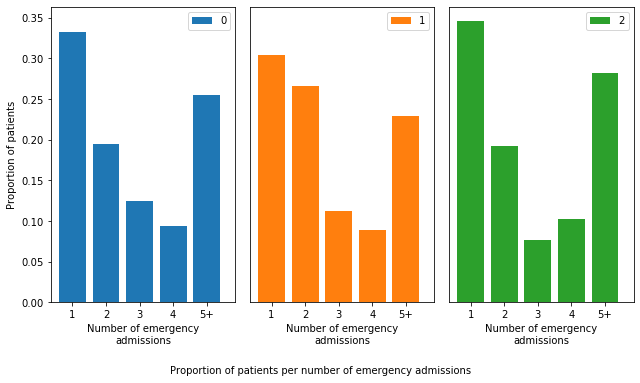 0
1
2
0.35
0.30
0.25
0.20
0.15
0.10
0.05
0.00
Proportion of patients
1 2 3 4 5+
1 2 3 4 5+
1 2 3 4 5+
Number of emergency
admissions
Number of emergency
admissions
Number of emergency
admissions
Proportion of patients per number of emergency admissions